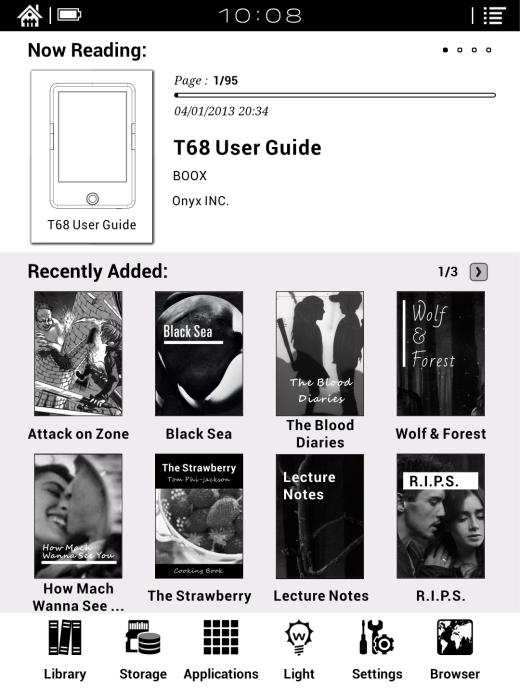 10:08
Now Reading:
Page : 1/95
04/01/2013 20:34
T68 User Guide
BOOX
Onyx INC.
T68 User Guide
Recently Added:
1/3
Black Sea
The Blood
Diaries
Wolf
&
Forest
Attack on Zone
Black Sea
The Blood
Diaries
Wolf & Forest
How Mach
Wanna See You
The Strawberry
Tom Phi-jackson
Cooking Book
Lecture
Notes
R.I.P.S.
How Mach
Wanna See ...
The Strawberry
Lecture Notes
R.I.P.S.
W
Library
Storage
Applications
Light
Settings
Browser